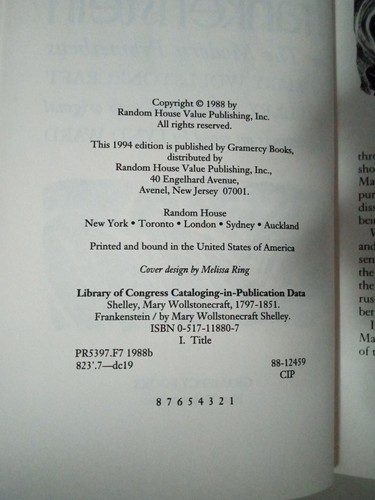 Copyright © 1988 by
Random House Value Publishing, Inc.
All rights reserved.
This 1994 edition is published by Gramercy Books,
distributed by
Random House Value Publishing, Inc.,
40 Engelhard Avenue,
Avenel, New Jersey 07001.
Random House
New York • Toronto • London • Sydney • Auckland
Printed and bound in the United States of America
Cover design by Melissa Ring
Library of Congress Cataloging-in-Publication Data
Shelley, Mary Wollstonecraft, 1797-1851.
Frankenstein / by Mary Wollstonecraft Shelley.
ISBN 0-517-11880-7
I. Title
PR5397.F7 1988b
823'.7—dc19 88-12459
CIP
8 7 6 5 4 3 2 1